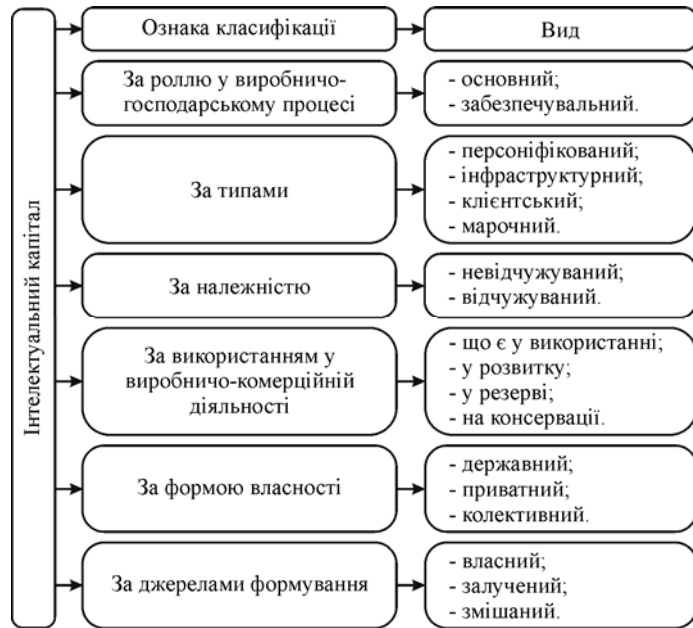 Інтелектуальний капітал
Ознака класифікації
Вид
За роллю у виробничо-
господарському процесі
- основний;
- забезпечувальний.
За типами
- персоніфікований;
- інфраструктурний;
- клієнтський;
- марочний.
За належністю
- невідчужуваний;
- відчужуваний.
За використанням у
виробничо-комерційній
діяльності
- що є у використанні;
- у розвитку;
- у резерві;
- на консервації.
За формою власності
- державний;
- приватний;
- колективний.
За джерелами формування
- власний;
- залучений;
- змішаний.